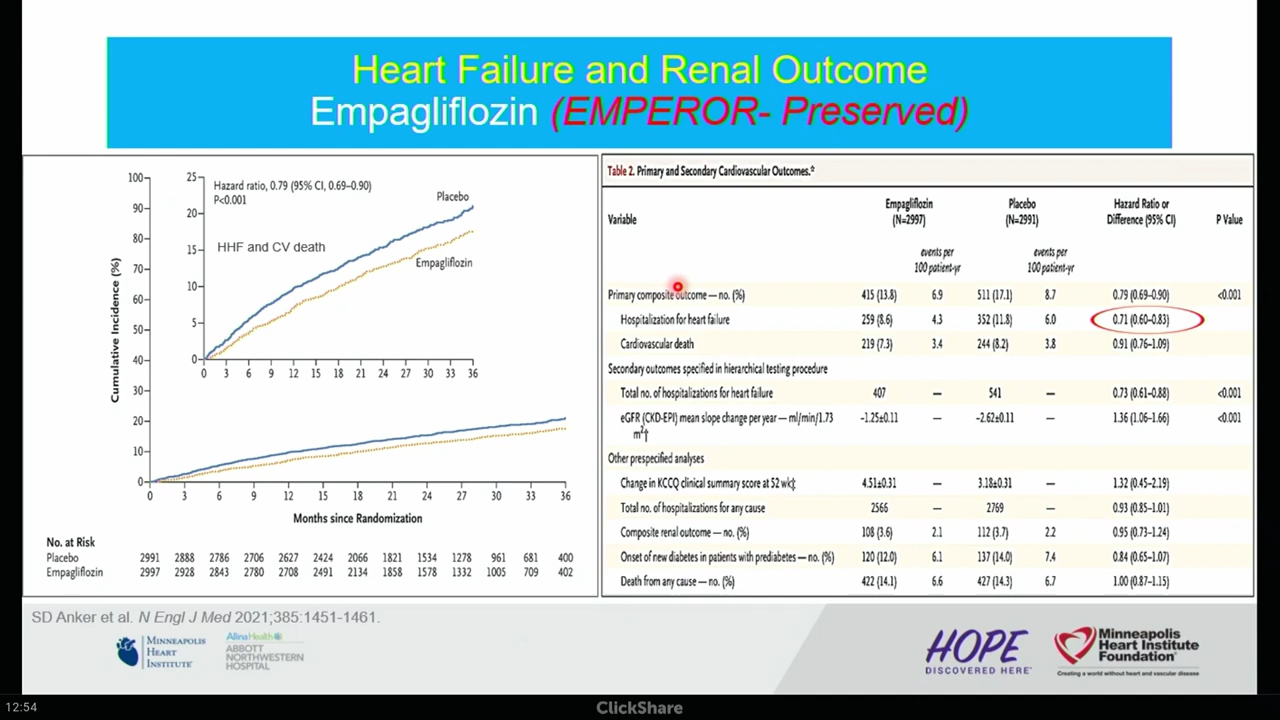 Heart Failure and Renal Outcome
Empagliflozin (EMPEROR- Preserved)
Cumulative Incidence (%)
100
90
80
70
60
50
40
30
20
10
0
25
20
15
10
5
0
Hazard ratio, 0.79 (95% CI, 0.69–0.90)
P<0.001
HHF and CV death
Placebo
Empagliflozin
0 3 6 9 12 15 18 21 24 27 30 33 36
0 3 6 9 12 15 18 21 24 27 30 33 36
Months since Randomization
No. at Risk
Placebo 2991 2888 2786 2706 2627 2424 2066 1821 1534 1278 961 681 400
Empagliflozin 2997 2928 2843 2780 2708 2491 2134 1858 1578 1332 1005 709 402
Table 2. Primary and Secondary Cardiovascular Outcomes.*
Variable Empagliflozin (N=2997) Placebo (N=2991) Hazard Ratio or Difference (95% CI) P Value
events per 100 patient-yr events per 100 patient-yr
Primary composite outcome — no. (%) 415 (13.8) 6.9 511 (17.1) 8.7 0.79 (0.69–0.90) <0.001
Hospitalization for heart failure 259 (8.6) 4.3 352 (11.8) 6.0 0.71 (0.60–0.83)
Cardiovascular death 219 (7.3) 3.4 244 (8.2) 3.8 0.91 (0.76–1.09)
Secondary outcomes specified in hierarchical testing procedure
Total no. of hospitalizations for heart failure 407 — 541 — 0.73 (0.61–0.88) <0.001
eGFR (CKD-EPI) mean slope change per year — ml/min/1.73 –1.25±0.11 — –2.62±0.11 — 1.36 (1.06–1.66) <0.001
m²†
Other prespecified analyses
Change in KCCQ clinical summary score at 52 wk‡ 4.51±0.31 — 3.18±0.31 — 1.32 (0.45–2.19)
Total no. of hospitalizations for any cause 2566 — 2769 — 0.93 (0.85–1.01)
Composite renal outcome — no. (%) 108 (3.6) 2.1 112 (3.7) 2.2 0.95 (0.73–1.24)
Onset of new diabetes in patients with prediabetes — no. (%) 120 (12.0) 6.1 137 (14.0) 7.4 0.84 (0.65–1.07)
Death from any cause — no. (%) 422 (14.1) 6.6 427 (14.3) 6.7 1.00 (0.87–1.15)
SD Anker et al. N Engl J Med 2021;385:1451-1461.
MINNEAPOLIS
HEART
INSTITUTE
AllinaHealth
ABBOTT
NORTHWESTERN
HOSPITAL
HOPE
DISCOVERED HERE
Minneapolis
Heart Institute
Foundation
Creating a world without heart and vascular disease
12:54
ClickShare